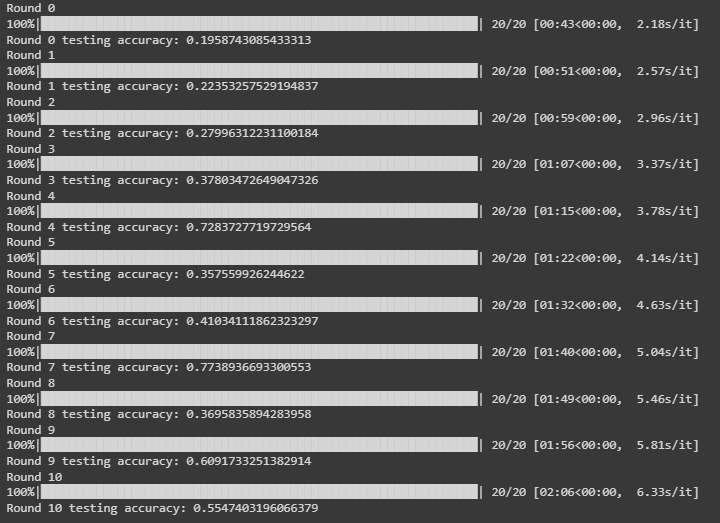 Round 0
100%|██████████| 20/20 [00:43<00:00,  2.18s/it]
Round 0 testing accuracy: 0.1958743085433313
Round 1
100%|██████████| 20/20 [00:51<00:00,  2.57s/it]
Round 1 testing accuracy: 0.22353257529194837
Round 2
100%|██████████| 20/20 [00:59<00:00,  2.96s/it]
Round 2 testing accuracy: 0.27996312231100184
Round 3
100%|██████████| 20/20 [01:07<00:00,  3.37s/it]
Round 3 testing accuracy: 0.37803472649047326
Round 4
100%|██████████| 20/20 [01:15<00:00,  3.78s/it]
Round 4 testing accuracy: 0.7283727719729564
Round 5
100%|██████████| 20/20 [01:22<00:00,  4.14s/it]
Round 5 testing accuracy: 0.357559926244622
Round 6
100%|██████████| 20/20 [01:32<00:00,  4.63s/it]
Round 6 testing accuracy: 0.41034111862323297
Round 7
100%|██████████| 20/20 [01:40<00:00,  5.04s/it]
Round 7 testing accuracy: 0.7738936693300553
Round 8
100%|██████████| 20/20 [01:49<00:00,  5.46s/it]
Round 8 testing accuracy: 0.3695835894283958
Round 9
100%|██████████| 20/20 [01:56<00:00,  5.81s/it]
Round 9 testing accuracy: 0.6091733251382914
Round 10
100%|██████████| 20/20 [02:06<00:00,  6.33s/it]
Round 10 testing accuracy: 0.5547403196066379